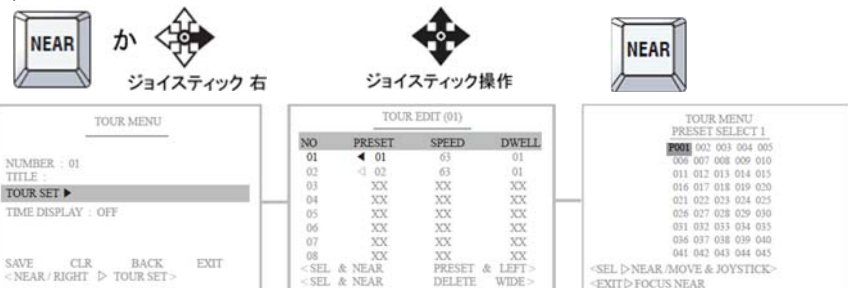 NEAR
か
ジョイスティック 右
ジョイスティック操作
NEAR
TOUR MENU
NUMBER : 01
TITLE :
TOUR SET ▶
TIME DISPLAY : OFF
SAVE CLR BACK EXIT
< NEAR / RIGHT ▷ TOUR SET >
TOUR EDIT (01)
NO PRESET SPEED DWELL
01 ◀ 01 63 01
02 ◁ 02 63 01
03 XX XX XX
04 XX XX XX
05 XX XX XX
06 XX XX XX
07 XX XX XX
08 XX XX XX
<SEL & NEAR PRESET & LEFT>
<SEL & NEAR DELETE WIDE>
TOUR MENU
PRESET SELECT 1
P001 002 003 004 005
006 007 008 009 010
011 012 013 014 015
016 017 018 019 020
021 022 023 024 025
026 027 028 029 030
031 032 033 034 035
036 037 038 039 040
041 042 043 044 045
<SEL ▷NEAR /MOVE & JOYSTICK>
<EXIT▷FOCUS NEAR